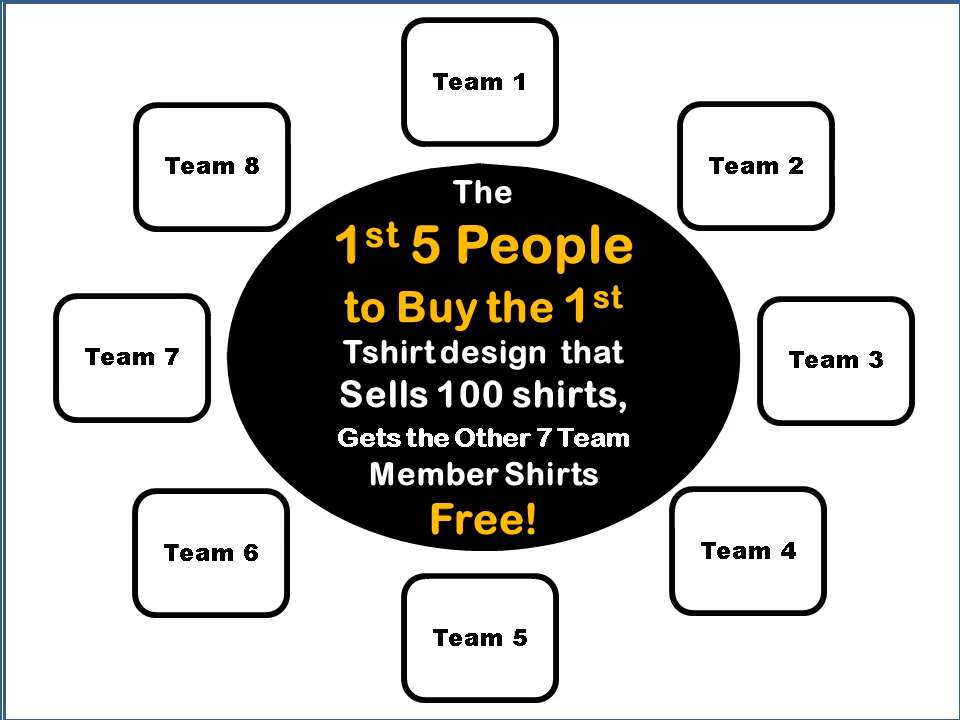 Team 1
Team 8
Team 2
The
1st 5 People
to Buy the 1st
Tshirt design that
Sells 100 shirts,
Gets the Other 7 Team
Member Shirts
Free!
Team 7
Team 3
Team 6
Team 4
Team 5